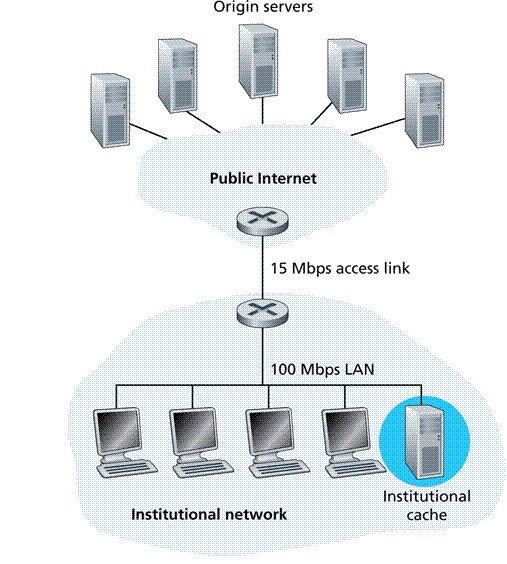 Origin servers
Public Internet
15 Mbps access link
100 Mbps LAN
Institutional
cache
Institutional network